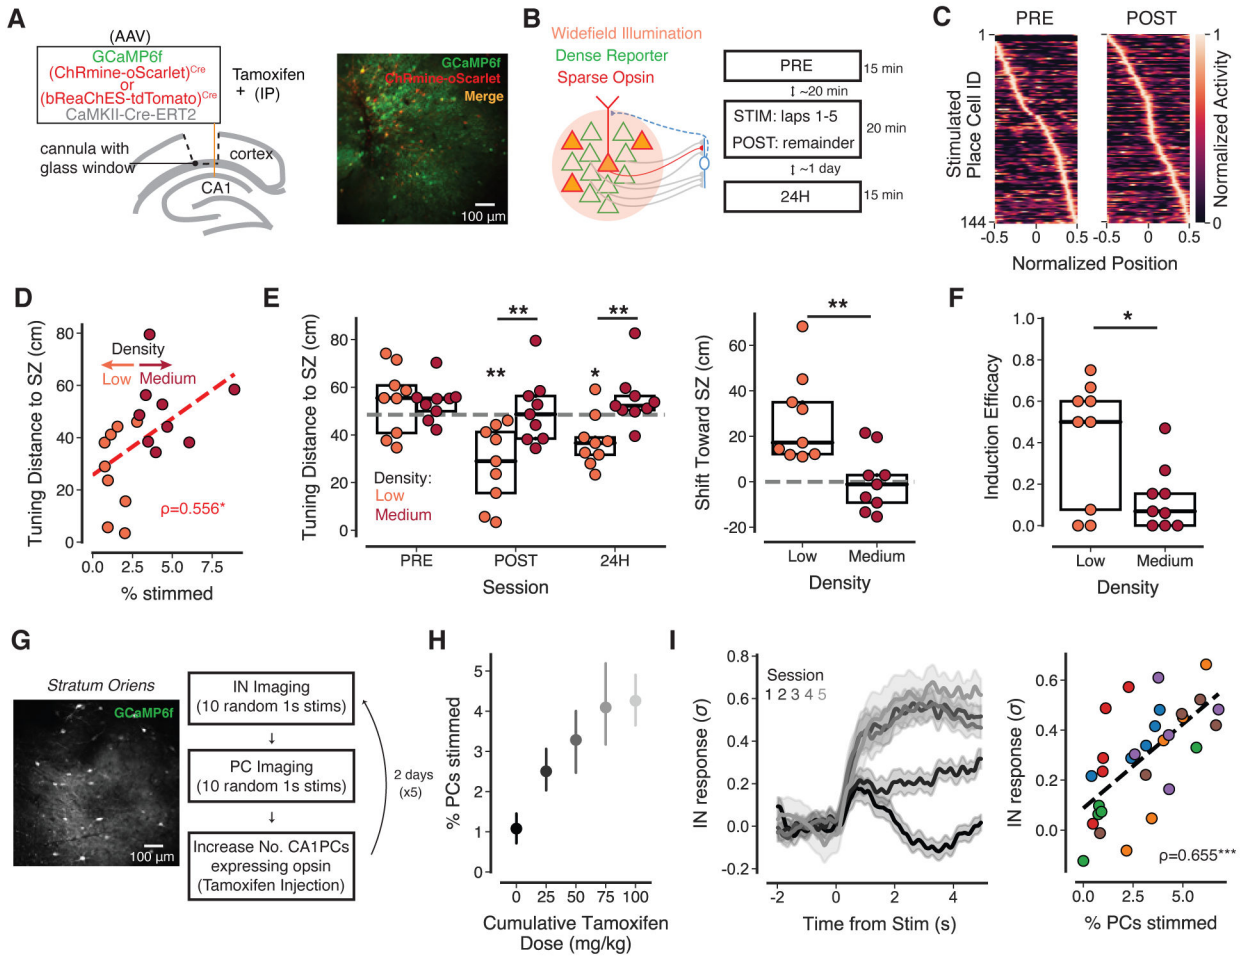 A
(AAV)
GCaMP6f
(ChRmine-oScarlet)Cre
or
(bReaChES-tdTomato)Cre
CaMKII-Cre-ERT2
Tamoxifen
+ (IP)
cannula with
glass window
cortex
CA1
GCaMP6f
ChRmine-oScarlet
Merge
100 µm
B
Widefield Illumination
Dense Reporter
Sparse Opsin
PRE
15 min
~20 min
STIM: laps 1-5
POST: remainder
20 min
~1 day
24H
15 min
C
PRE
POST
Stimulated
Place Cell ID
1
144
-0.5
0
0.5
-0.5
0
0.5
Normalized Position
1
0
Normalized Activity
D
Tuning Distance to SZ (cm)
80
60
40
20
0
Density
Low
Medium
ρ=0.556*
0.0
2.5
5.0
7.5
% stimmed
E
Tuning Distance to SZ (cm)
80
60
40
20
0
**
**
**
*
Density:
Low
Medium
PRE
POST
24H
Session
Shift Toward SZ (cm)
60
40
20
0
-20
**
Low
Medium
Density
F
Induction Efficacy
1.0
0.8
0.6
0.4
0.2
0.0
*
Low
Medium
Density
G
Stratum Oriens
GCaMP6f
100 µm
IN Imaging
(10 random 1s stims)
PC Imaging
(10 random 1s stims)
Increase No. CA1PCs
expressing opsin
(Tamoxifen Injection)
2 days
(x5)
H
% PCs stimmed
5
4
3
2
1
0
0
25
50
75
100
Cumulative Tamoxifen
Dose (mg/kg)
I
IN response (σ)
0.8
0.6
0.4
0.2
0.0
-0.2
Session
1 2 3 4 5
-2
0
2
4
Time from Stim (s)
IN response (σ)
0.6
0.4
0.2
0.0
ρ=0.655***
0.0
2.5
5.0
% PCs stimmed